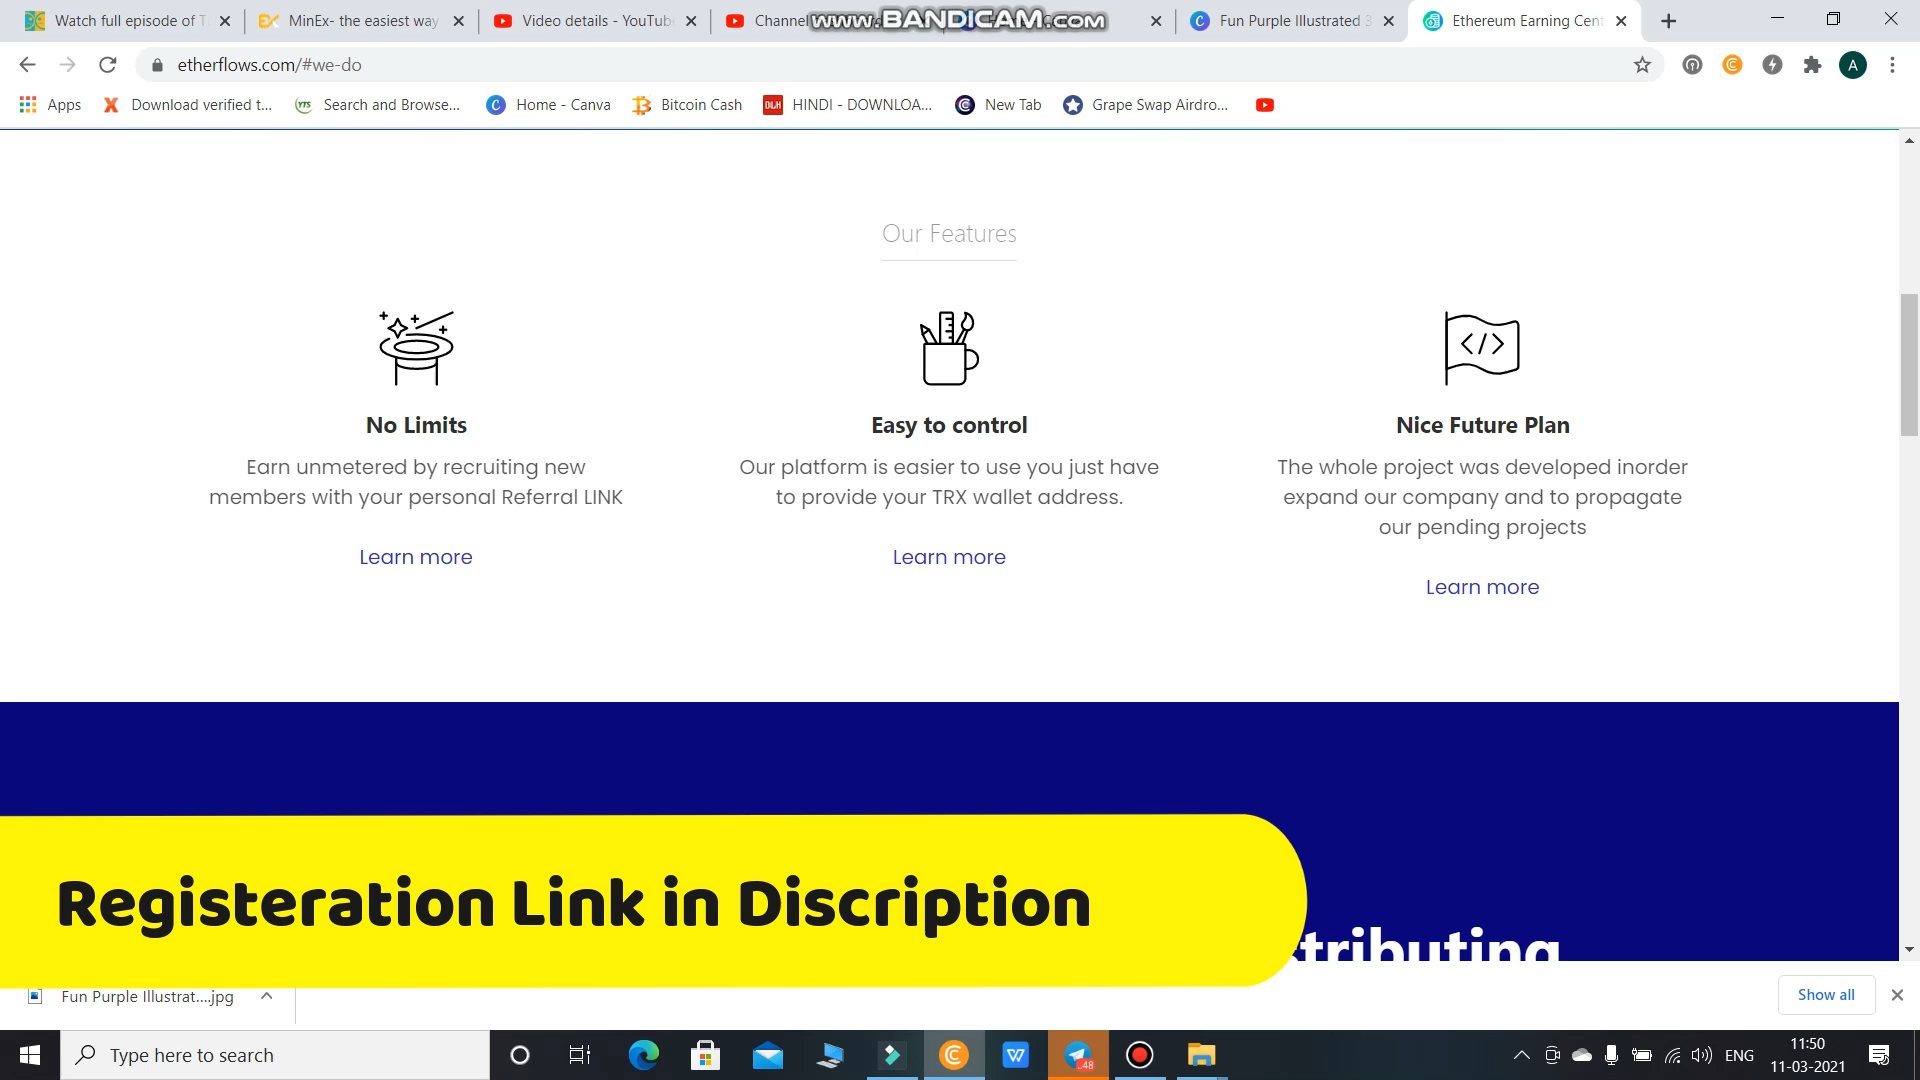 Watch full episode of T
MinEx- the easiest way
Video details - YouTube
Channel
www.BANDICAM.com
Fun Purple Illustrated 3
Ethereum Earning Cent
etherflows.com/#we-do
A
Apps
Download verified t...
Search and Browse...
Home - Canva
Bitcoin Cash
HINDI - DOWNLOA...
New Tab
Grape Swap Airdro...
Our Features
No Limits
Earn unmetered by recruiting new
members with your personal Referral LINK
Learn more
Easy to control
Our platform is easier to use you just have
to provide your TRX wallet address.
Learn more
Nice Future Plan
The whole project was developed inorder
expand our company and to propagate
our pending projects
Learn more
Registeration Link in Discription
Fun Purple Illustrat....jpg
Show all
Type here to search
48
ENG
11:50
11-03-2021